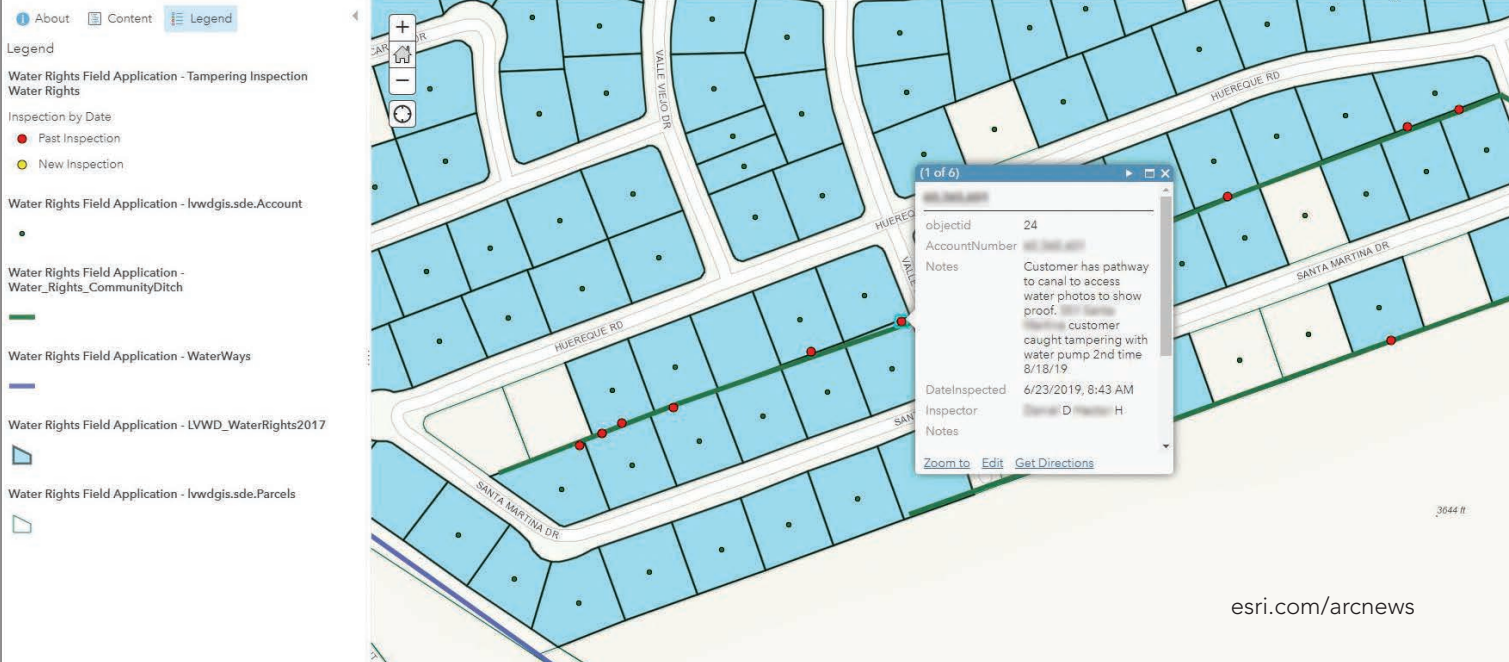 About Content Legend
Legend
Water Rights Field Application - Tampering Inspection
Water Rights
Inspection by Date
Past Inspection
New Inspection
Water Rights Field Application - lvwdgis.sde.Account
Water Rights Field Application -
Water_Rights_CommunityDitch
Water Rights Field Application - WaterWays
Water Rights Field Application - LVWD_WaterRights2017
Water Rights Field Application - lvwdgis.sde.Parcels
DR
VALLE VIEJO DR
HUEREQUE RD
HUEREQ
VALLE
HUEREQUE RD
SANTA MARTINA DR
SAN
SANTA MARTINA DR
(1 of 6)
objectid 24
AccountNumber
Notes Customer has pathway
to canal to access
water photos to show
proof.
customer
caught tampering with
water pump 2nd time
8/18/19
DateInspected 6/23/2019, 8:43 AM
Inspector D H
Notes
Zoom to Edit Get Directions
3644 ft
esri.com/arcnews